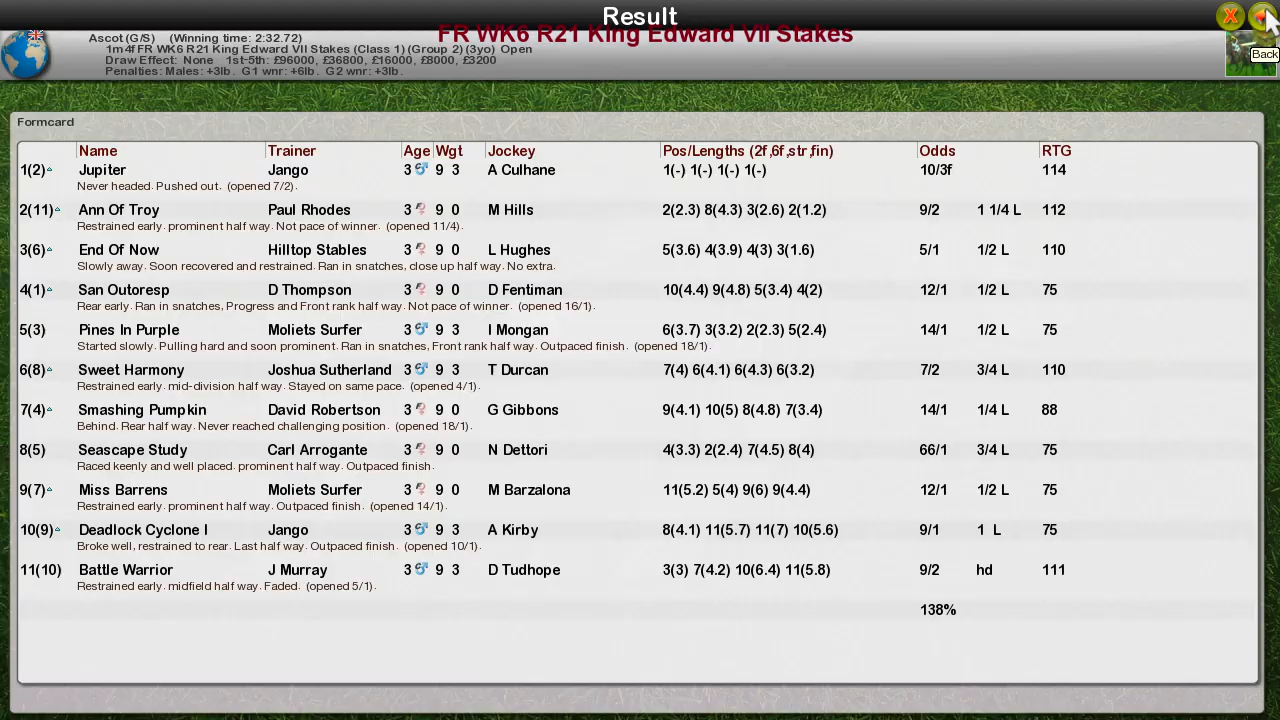 Result
FR WK6 R21 King Edward VII Stakes
Ascot (G/S) (Winning time: 2:32.72)
1m4f FR WK6 R21 King Edward VII Stakes (Class 1) (Group 2) (3yo) Open
Draw Effect: None 1st-5th: £96000, £36800, £16000, £8000, £3200
Penalties: Males: +3lb. G1 wnr: +6lb. G2 wnr: +3lb.
Back
Formcard
Name Trainer Age Wgt Jockey Pos/Lengths (2f,6f,str,fin) Odds RTG
1(2) Jupiter Jango 3 9 3 A Culhane 1(-) 1(-) 1(-) 1(-) 10/3f 114
Never headed. Pushed out. (opened 7/2).
2(11) Ann Of Troy Paul Rhodes 3 9 0 M Hills 2(2.3) 8(4.3) 3(2.6) 2(1.2) 9/2 1 1/4 L 112
Restrained early. prominent half way. Not pace of winner. (opened 11/4).
3(6) End Of Now Hilltop Stables 3 9 0 L Hughes 5(3.6) 4(3.9) 4(3) 3(1.6) 5/1 1/2 L 110
Slowly away. Soon recovered and restrained. Ran in snatches, close up half way. No extra.
4(1) San Outoresp D Thompson 3 9 0 D Fentiman 10(4.4) 9(4.8) 5(3.4) 4(2) 12/1 1/2 L 75
Rear early. Ran in snatches, Progress and Front rank half way. Not pace of winner. (opened 16/1).
5(3) Pines In Purple Moliets Surfer 3 9 3 I Mongan 6(3.7) 3(3.2) 2(2.3) 5(2.4) 14/1 1/2 L 75
Started slowly. Pulling hard and soon prominent. Ran in snatches, Front rank half way. Outpaced finish. (opened 18/1).
6(8) Sweet Harmony Joshua Sutherland 3 9 3 T Durcan 7(4) 6(4.1) 6(4.3) 6(3.2) 7/2 3/4 L 110
Restrained early. mid-division half way. Stayed on same pace. (opened 4/1).
7(4) Smashing Pumpkin David Robertson 3 9 0 G Gibbons 9(4.1) 10(5) 8(4.8) 7(3.4) 14/1 1/4 L 88
Behind. Rear half way. Never reached challenging position. (opened 18/1).
8(5) Seascape Study Carl Arrogante 3 9 0 N Dettori 4(3.3) 2(2.4) 7(4.5) 8(4) 66/1 3/4 L 75
Raced keenly and well placed. prominent half way. Outpaced finish.
9(7) Miss Barrens Moliets Surfer 3 9 0 M Barzalona 11(5.2) 5(4) 9(6) 9(4.4) 12/1 1/2 L 75
Restrained early. prominent half way. Outpaced finish. (opened 14/1).
10(9) Deadlock Cyclone I Jango 3 9 3 A Kirby 8(4.1) 11(5.7) 11(7) 10(5.6) 9/1 1 L 75
Broke well, restrained to rear. Last half way. Outpaced finish. (opened 10/1).
11(10) Battle Warrior J Murray 3 9 3 D Tudhope 3(3) 7(4.2) 10(6.4) 11(5.8) 9/2 hd 111
Restrained early. midfield half way. Faded. (opened 5/1).
138%